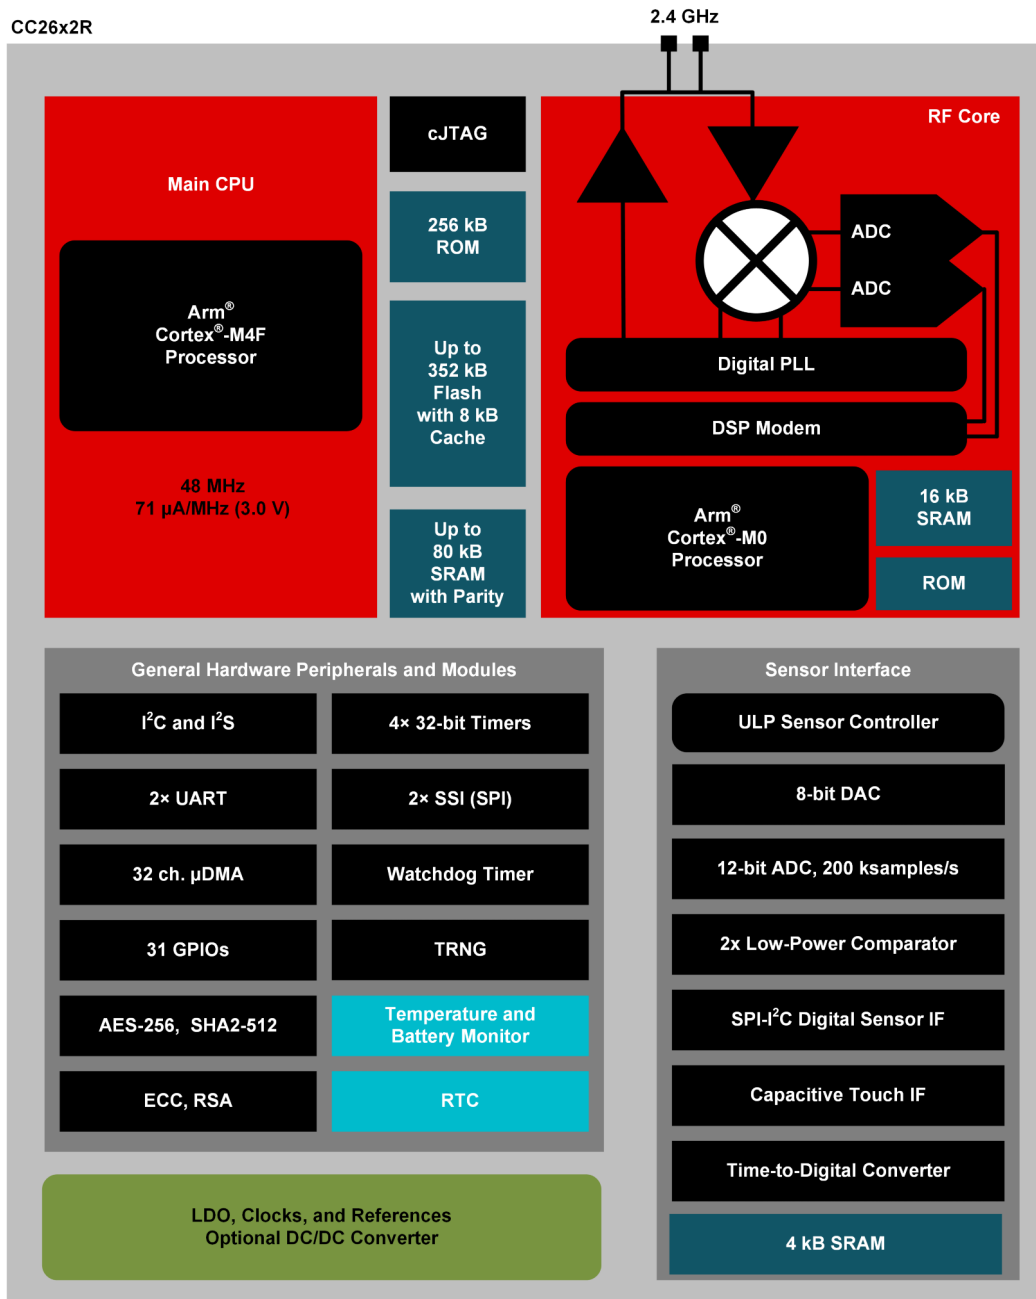 CC26x2R
2.4 GHz
Main CPU
Arm®
Cortex®-M4F
Processor
48 MHz
71 µA/MHz (3.0 V)
cJTAG
256 kB
ROM
Up to
352 kB
Flash
with 8 kB
Cache
Up to
80 kB
SRAM
with Parity
RF Core
ADC
ADC
Digital PLL
DSP Modem
Arm®
Cortex®-M0
Processor
16 kB
SRAM
ROM
General Hardware Peripherals and Modules
I²C and I²S
4× 32-bit Timers
2× UART
2× SSI (SPI)
32 ch. µDMA
Watchdog Timer
31 GPIOs
TRNG
AES-256, SHA2-512
Temperature and
Battery Monitor
ECC, RSA
RTC
LDO, Clocks, and References
Optional DC/DC Converter
Sensor Interface
ULP Sensor Controller
8-bit DAC
12-bit ADC, 200 ksamples/s
2x Low-Power Comparator
SPI-I²C Digital Sensor IF
Capacitive Touch IF
Time-to-Digital Converter
4 kB SRAM